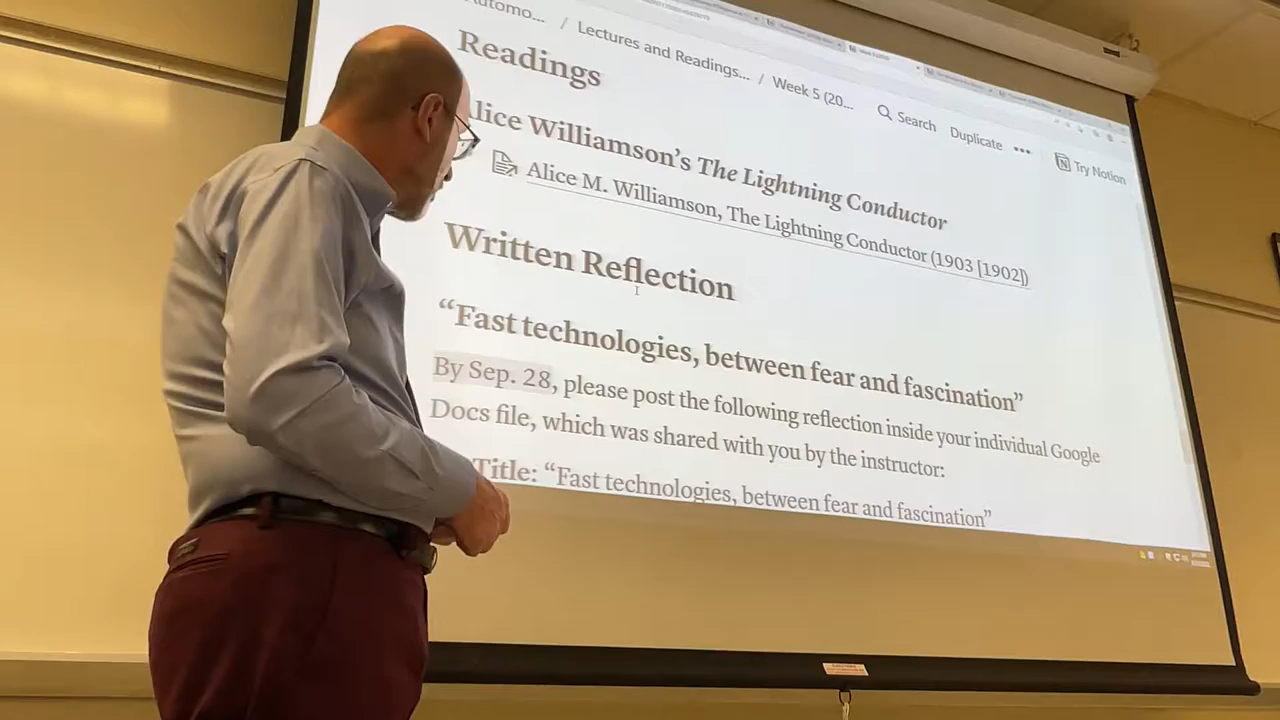 Automo... / Lectures and Readings... / Week 5 (20... Search Duplicate ••• Try Notion
Readings
Alice Williamson's The Lightning Conductor
Alice M. Williamson, The Lightning Conductor (1903 [1902])
Written Reflection
“Fast technologies, between fear and fascination”
By Sep. 28, please post the following reflection inside your individual Google
Docs file, which was shared with you by the instructor:
Title: “Fast technologies, between fear and fascination”